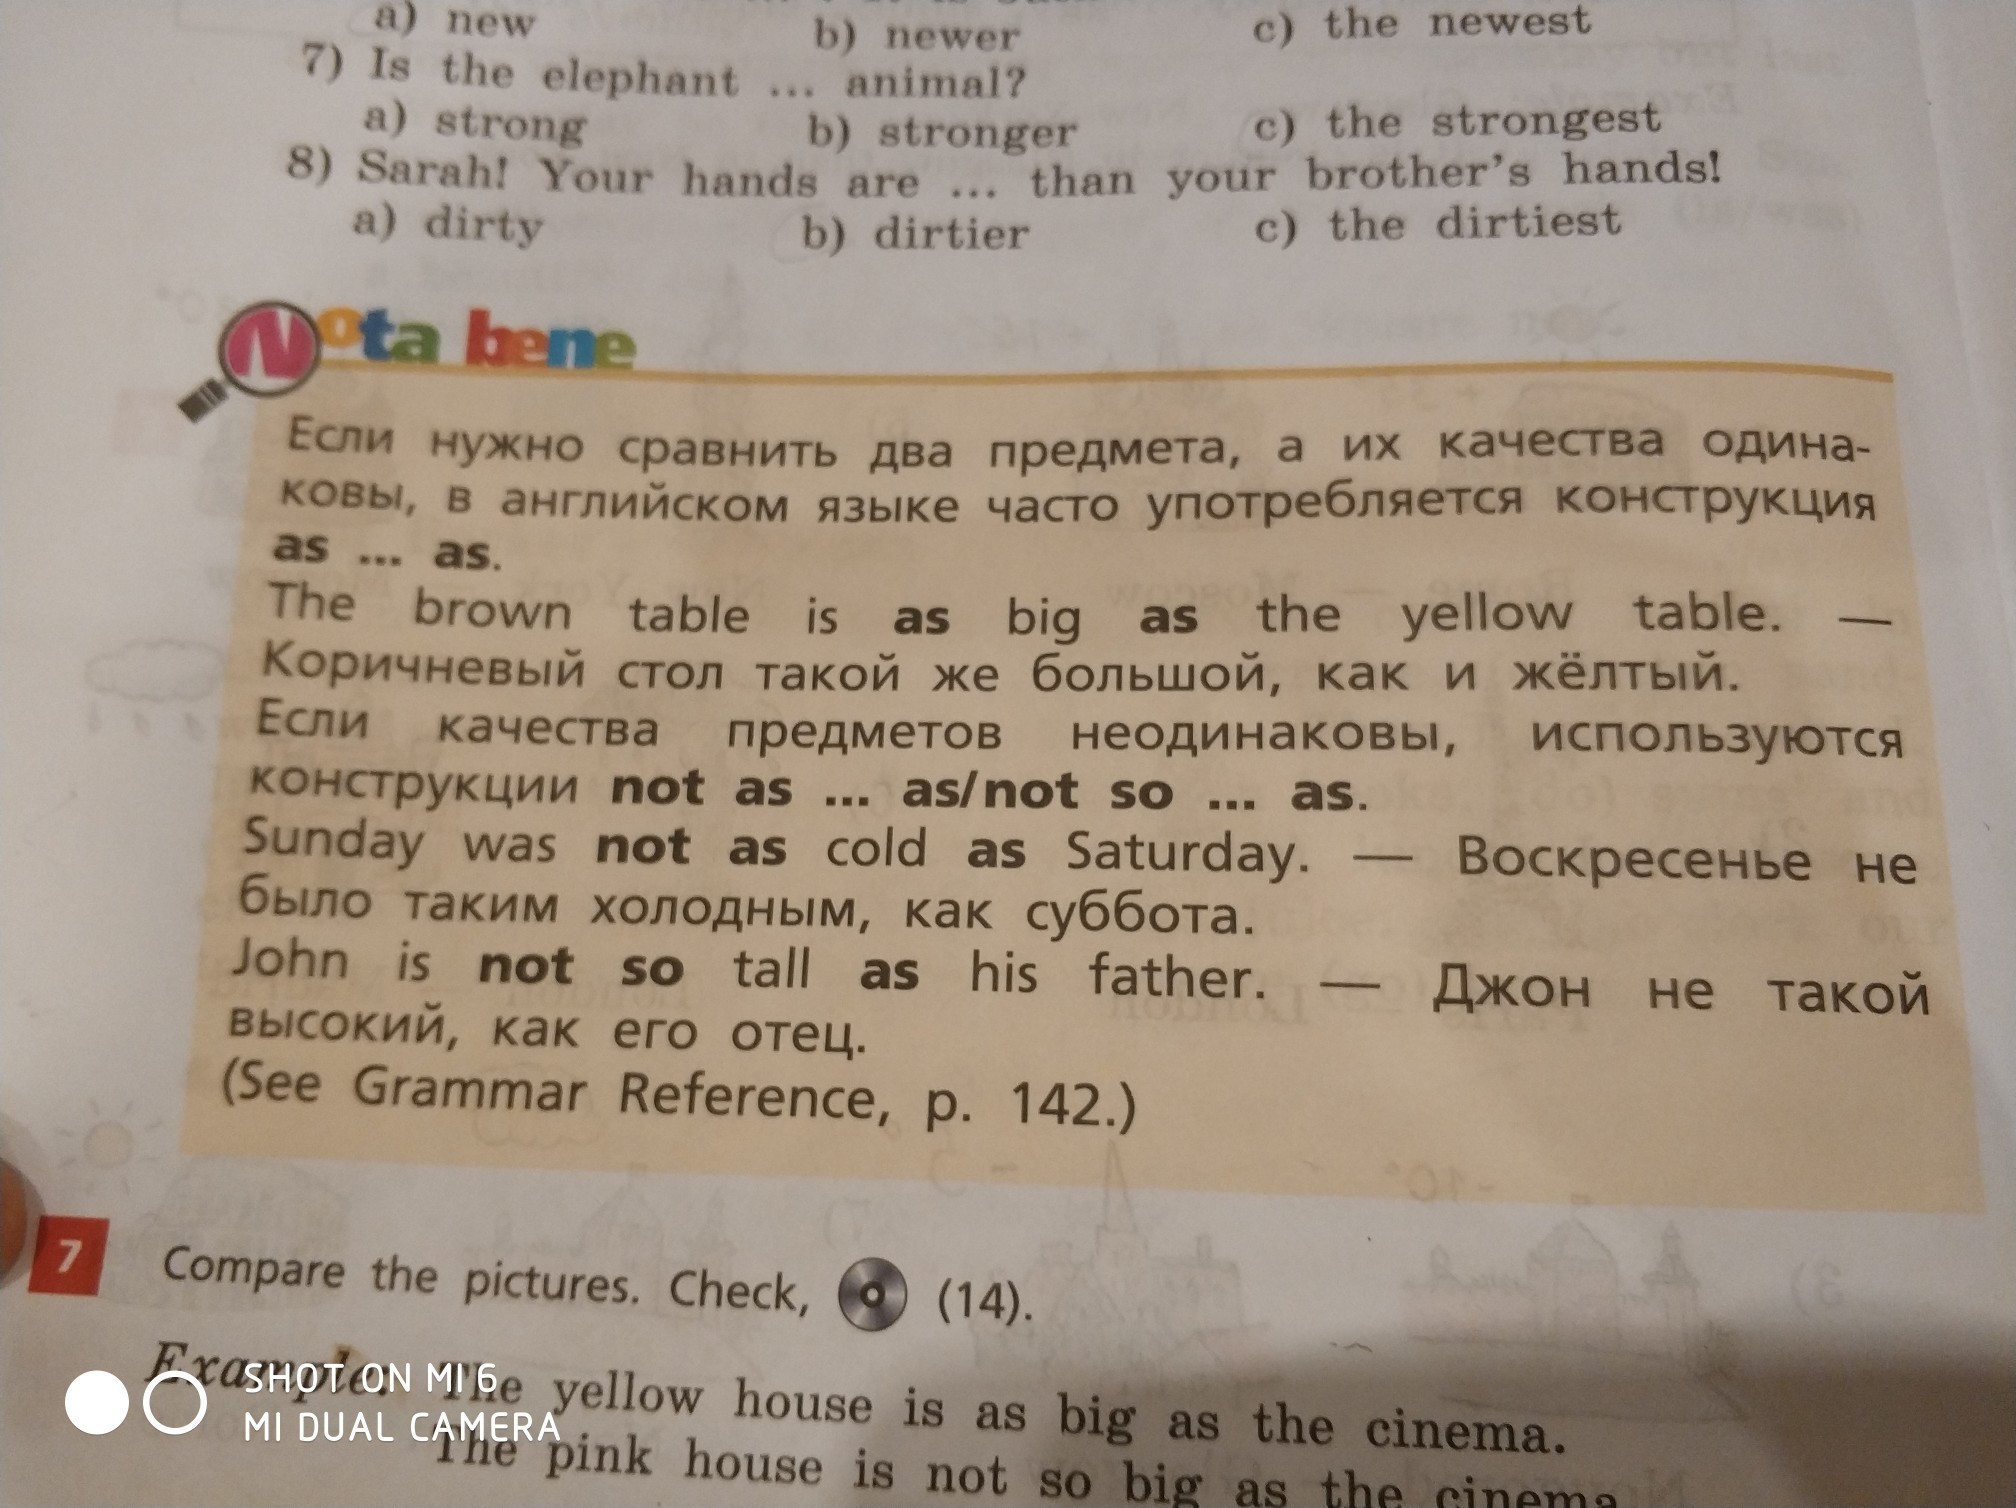 a) new b) newer c) the newest
7) Is the elephant ... animal?
a) strong b) stronger c) the strongest
8) Sarah! Your hands are ... than your brother's hands!
a) dirty b) dirtier c) the dirtiest
Nota bene
Если нужно сравнить два предмета, а их качества одина-
ковы, в английском языке часто употребляется конструкция
as ... as.
The brown table is as big as the yellow table. —
Коричневый стол такой же большой, как и жёлтый.
Если качества предметов неодинаковы, используются
конструкции not as ... as/not so ... as.
Sunday was not as cold as Saturday. — Воскресенье не
было таким холодным, как суббота.
John is not so tall as his father. — Джон не такой
высокий, как его отец.
(See Grammar Reference, p. 142.)
7 Compare the pictures. Check, (14).
Example: The yellow house is as big as the cinema.
The pink house is not so big as the cinema
SHOT ON MI 6
MI DUAL CAMERA